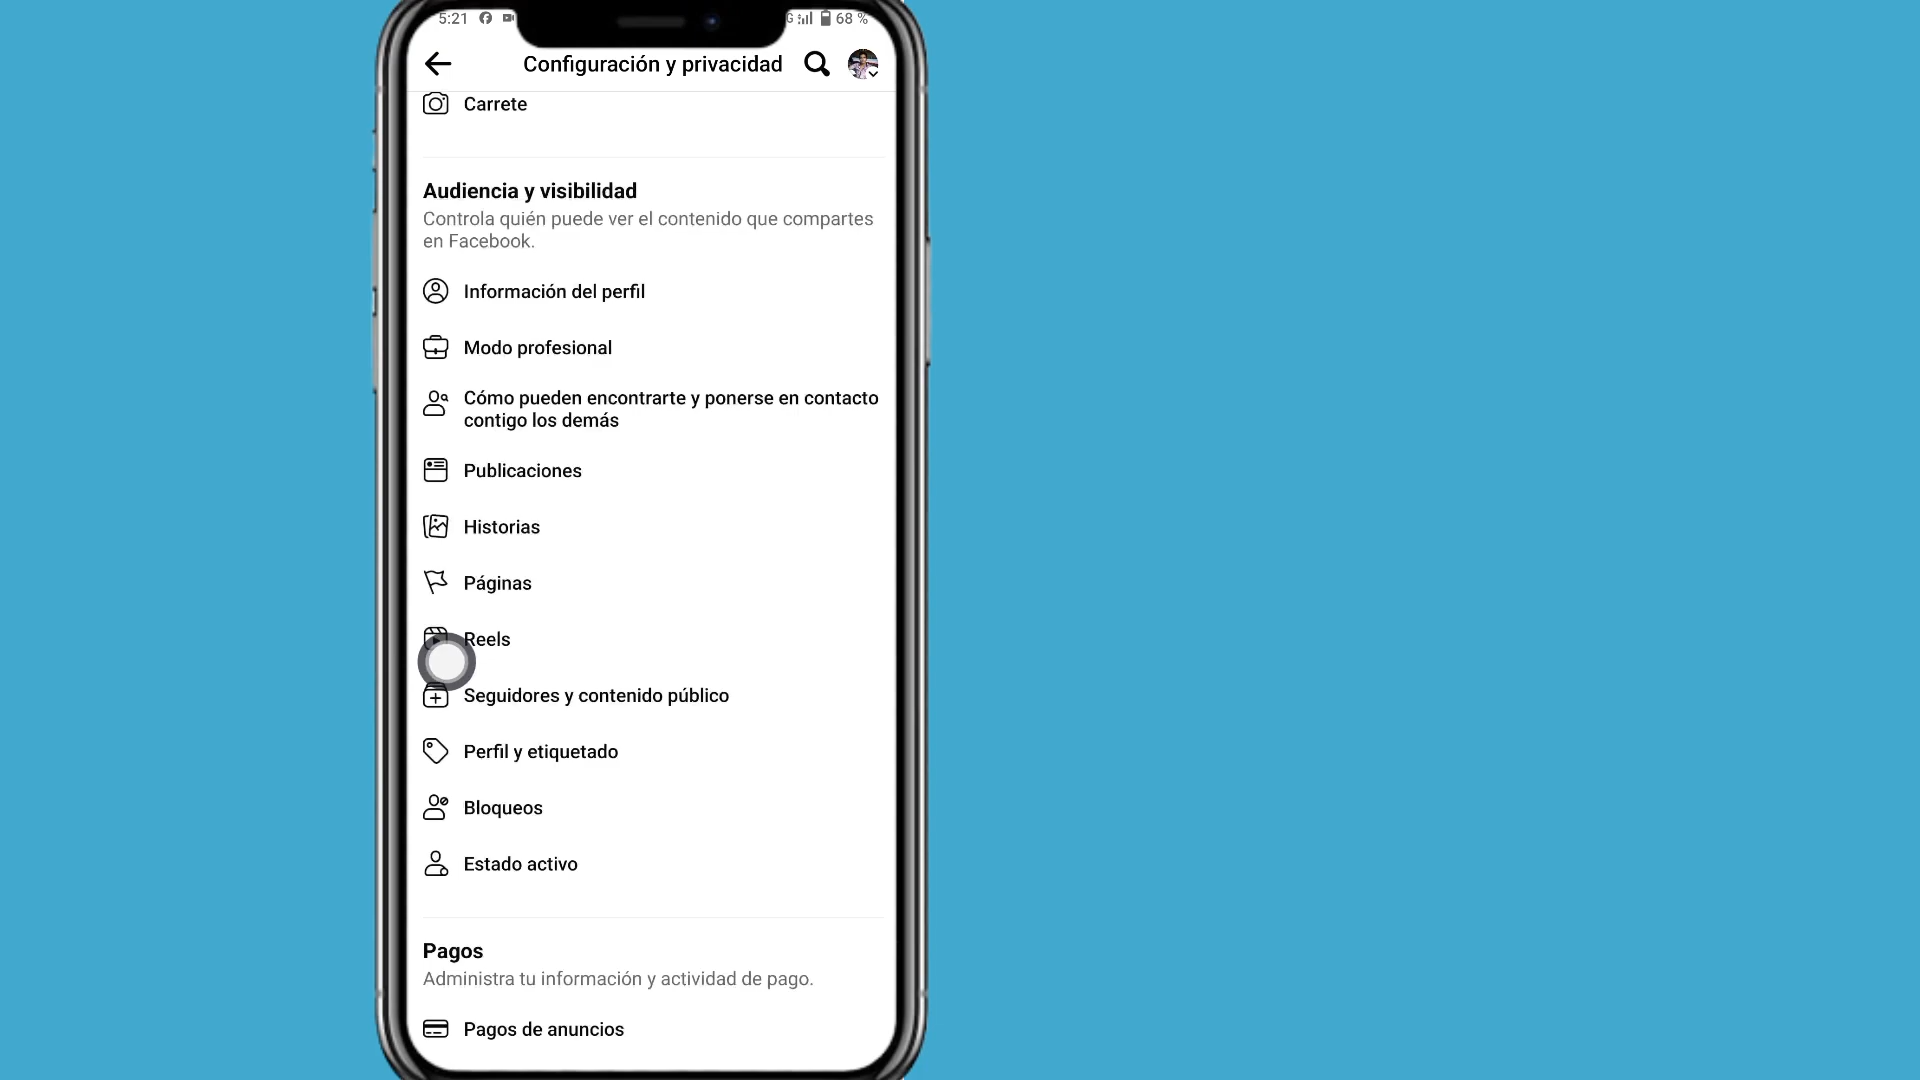 5:21
G
68 %
Configuración y privacidad
Carrete
Audiencia y visibilidad
Controla quién puede ver el contenido que compartes
en Facebook.
Información del perfil
Modo profesional
Cómo pueden encontrarte y ponerse en contacto
contigo los demás
Publicaciones
Historias
Páginas
Reels
Seguidores y contenido público
Perfil y etiquetado
Bloqueos
Estado activo
Pagos
Administra tu información y actividad de pago.
Pagos de anuncios